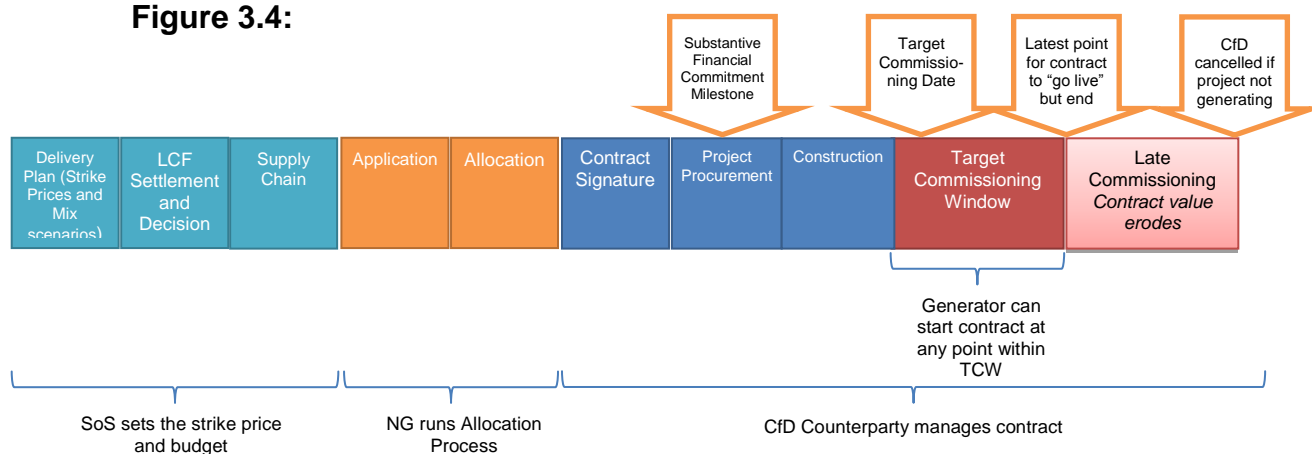 Figure 3.4:
Substantive
Financial
Commitment
Milestone
Target
Commissio-
ning Date
Latest point
for contract
to “go live”
but end
CfD
cancelled if
project not
generating
Delivery
Plan (Strike
Prices and
Mix
scenarios)
LCF
Settlement
and
Decision
Supply
Chain
Application
Allocation
Contract
Signature
Project
Procurement
Construction
Target
Commissioning
Window
Late
Commissioning
Contract value
erodes
Generator can
start contract at
any point within
TCW
SoS sets the strike price
and budget
NG runs Allocation
Process
CfD Counterparty manages contract